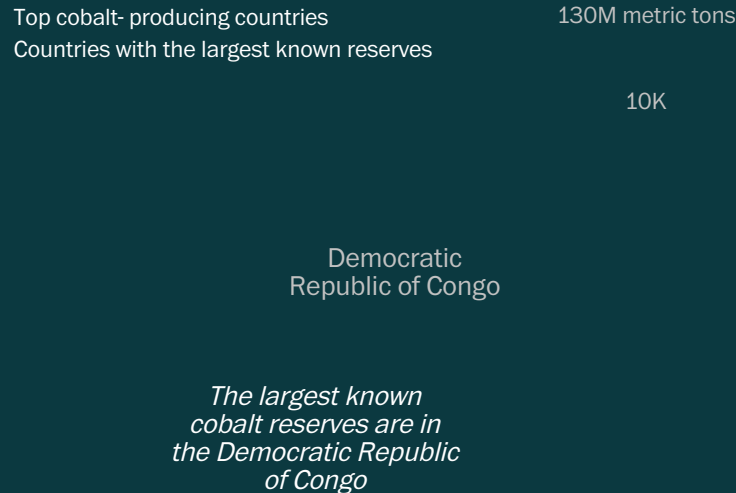 Top cobalt- producing countries
130M metric tons
Countries with the largest known reserves
10K
Democratic
Republic of Congo
The largest known
cobalt reserves are in
the Democratic Republic
of Congo